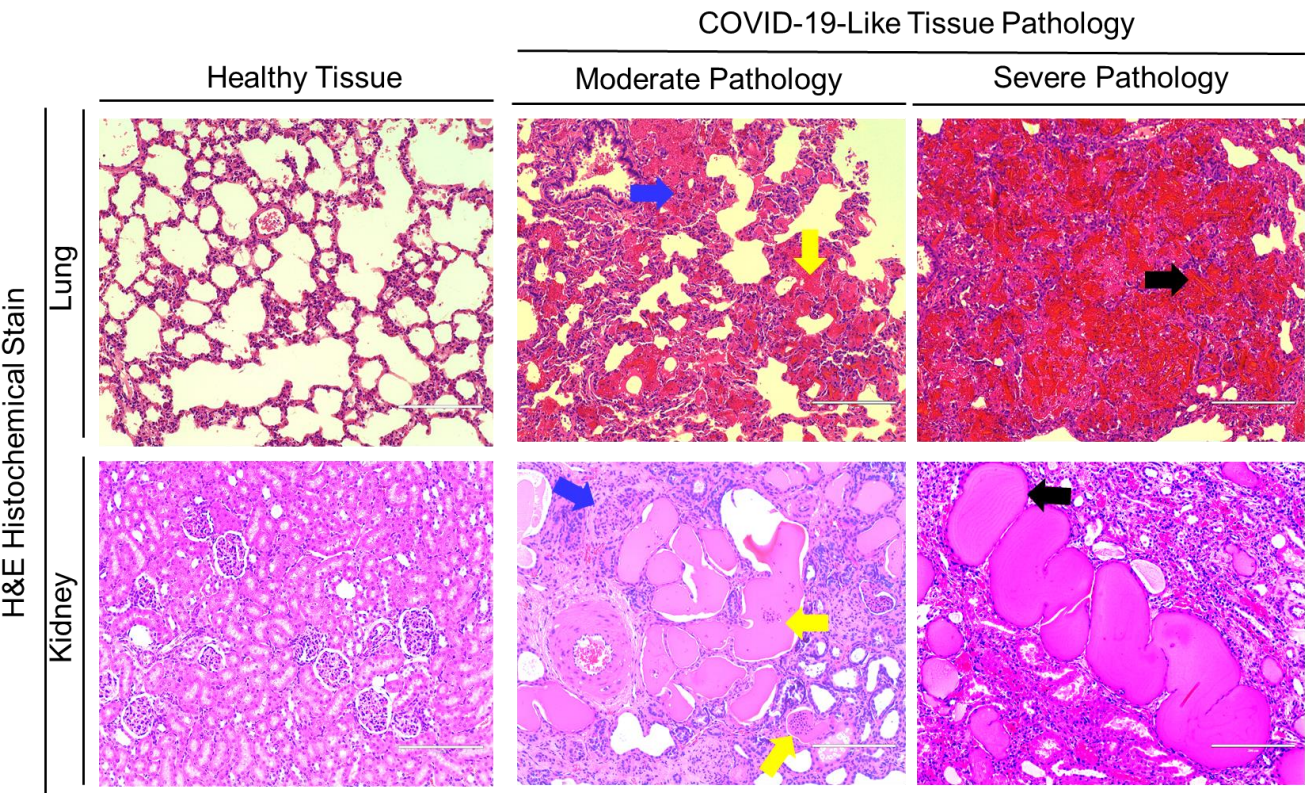 COVID-19-Like Tissue Pathology
Healthy Tissue
Moderate Pathology
Severe Pathology
H&E Histochemical Stain
Lung
Kidney